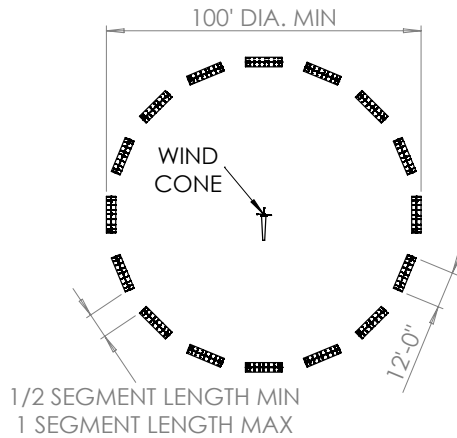 100' DIA. MIN
WIND
CONE
12'-0"
1/2 SEGMENT LENGTH MIN
1 SEGMENT LENGTH MAX